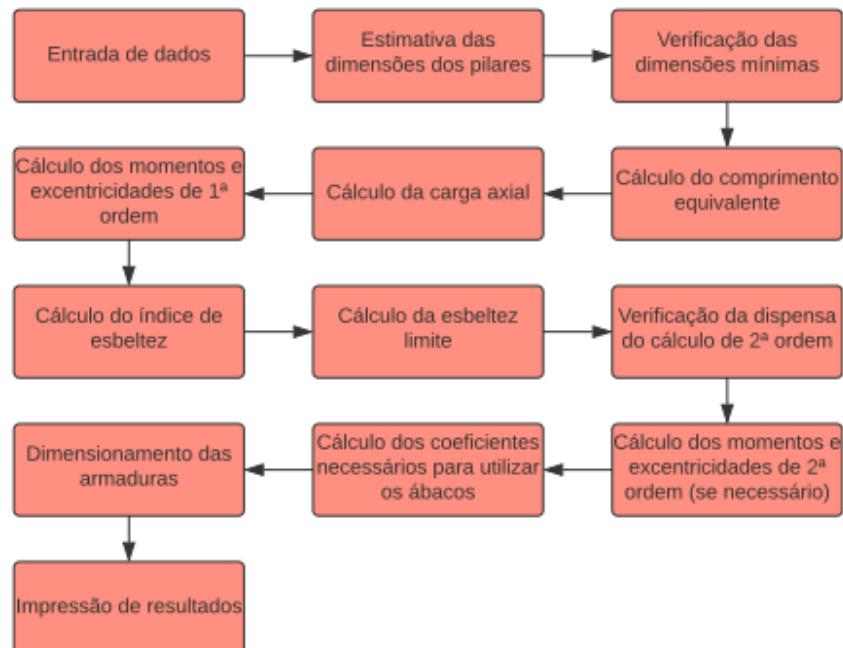 Entrada de dados
Estimativa das
dimensões dos pilares
Verificação das
dimensões mínimas
Cálculo do comprimento
equivalente
Cálculo da carga axial
Cálculo dos momentos e
excentricidades de 1ª
ordem
Cálculo do índice de
esbeltez
Cálculo da esbeltez
limite
Verificação da dispensa
do cálculo de 2ª ordem
Cálculo dos momentos e
excentricidades de 2ª
ordem (se necessário)
Cálculo dos coeficientes
necessários para utilizar
os ábacos
Dimensionamento das
armaduras
Impressão de resultados